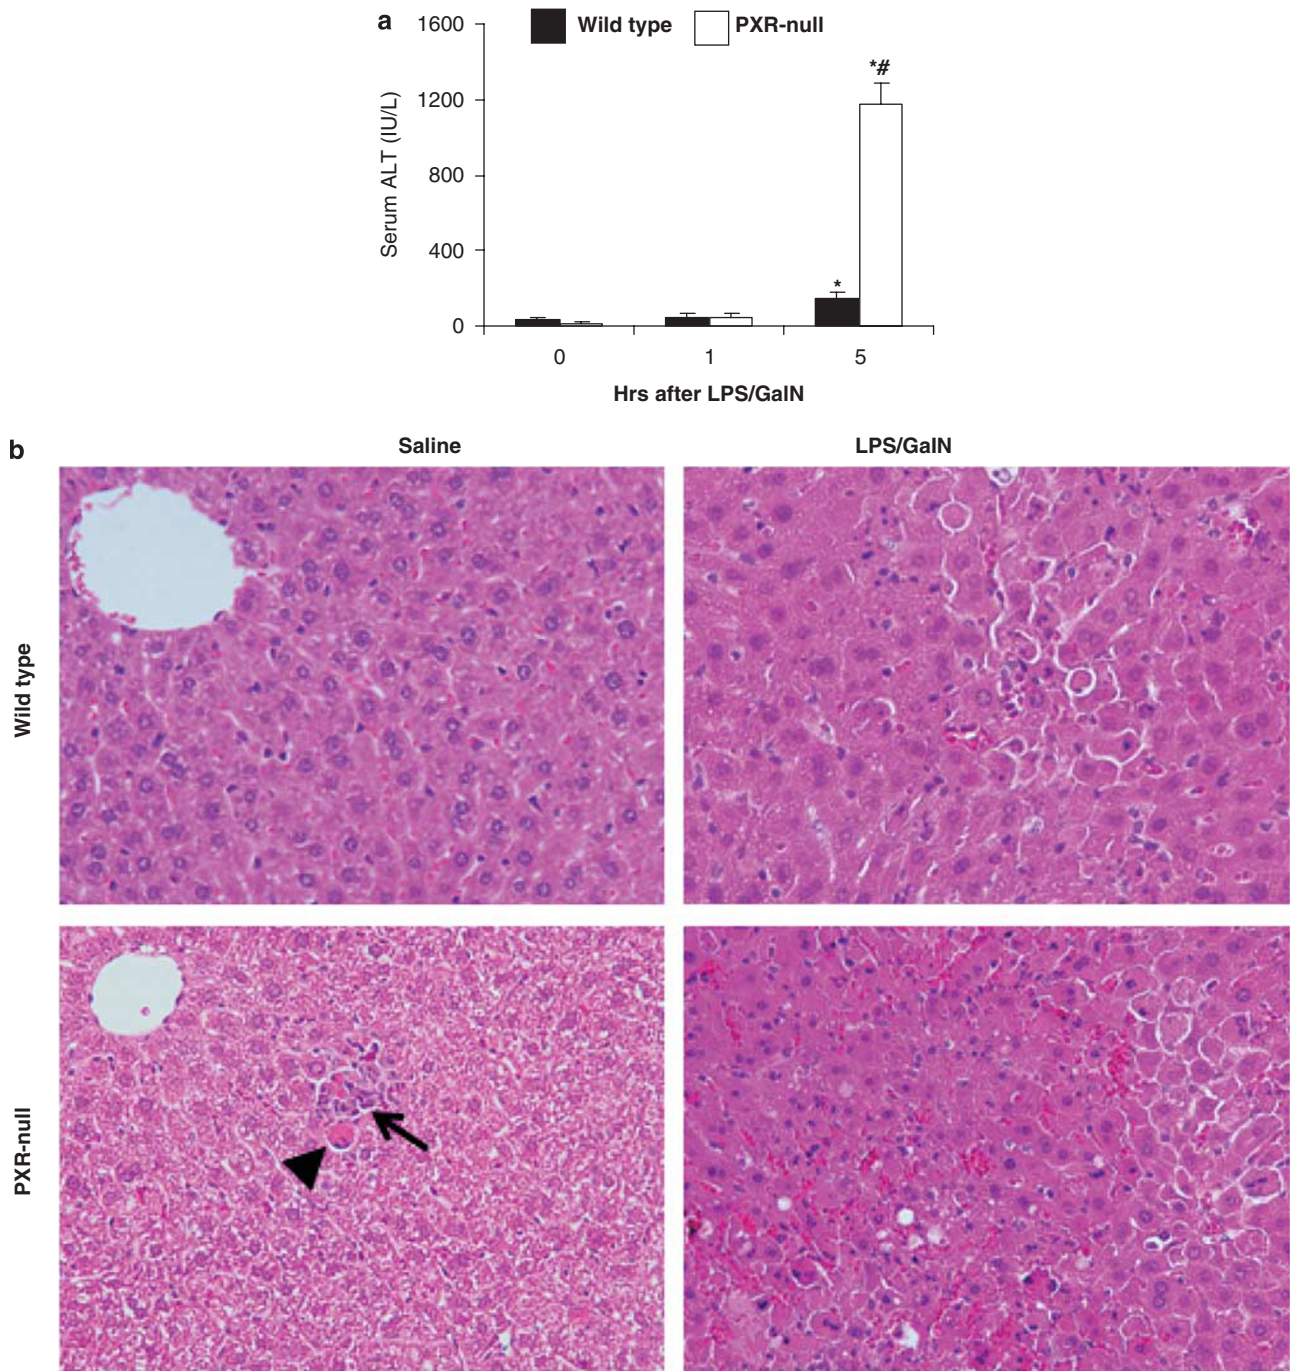 a
1600
Wild type
PXR-null
*#
1200
Serum ALT (IU/L)
800
400
*
0
0 1 5
Hrs after LPS/GalN
b
Saline LPS/GalN
Wild type
PXR-null